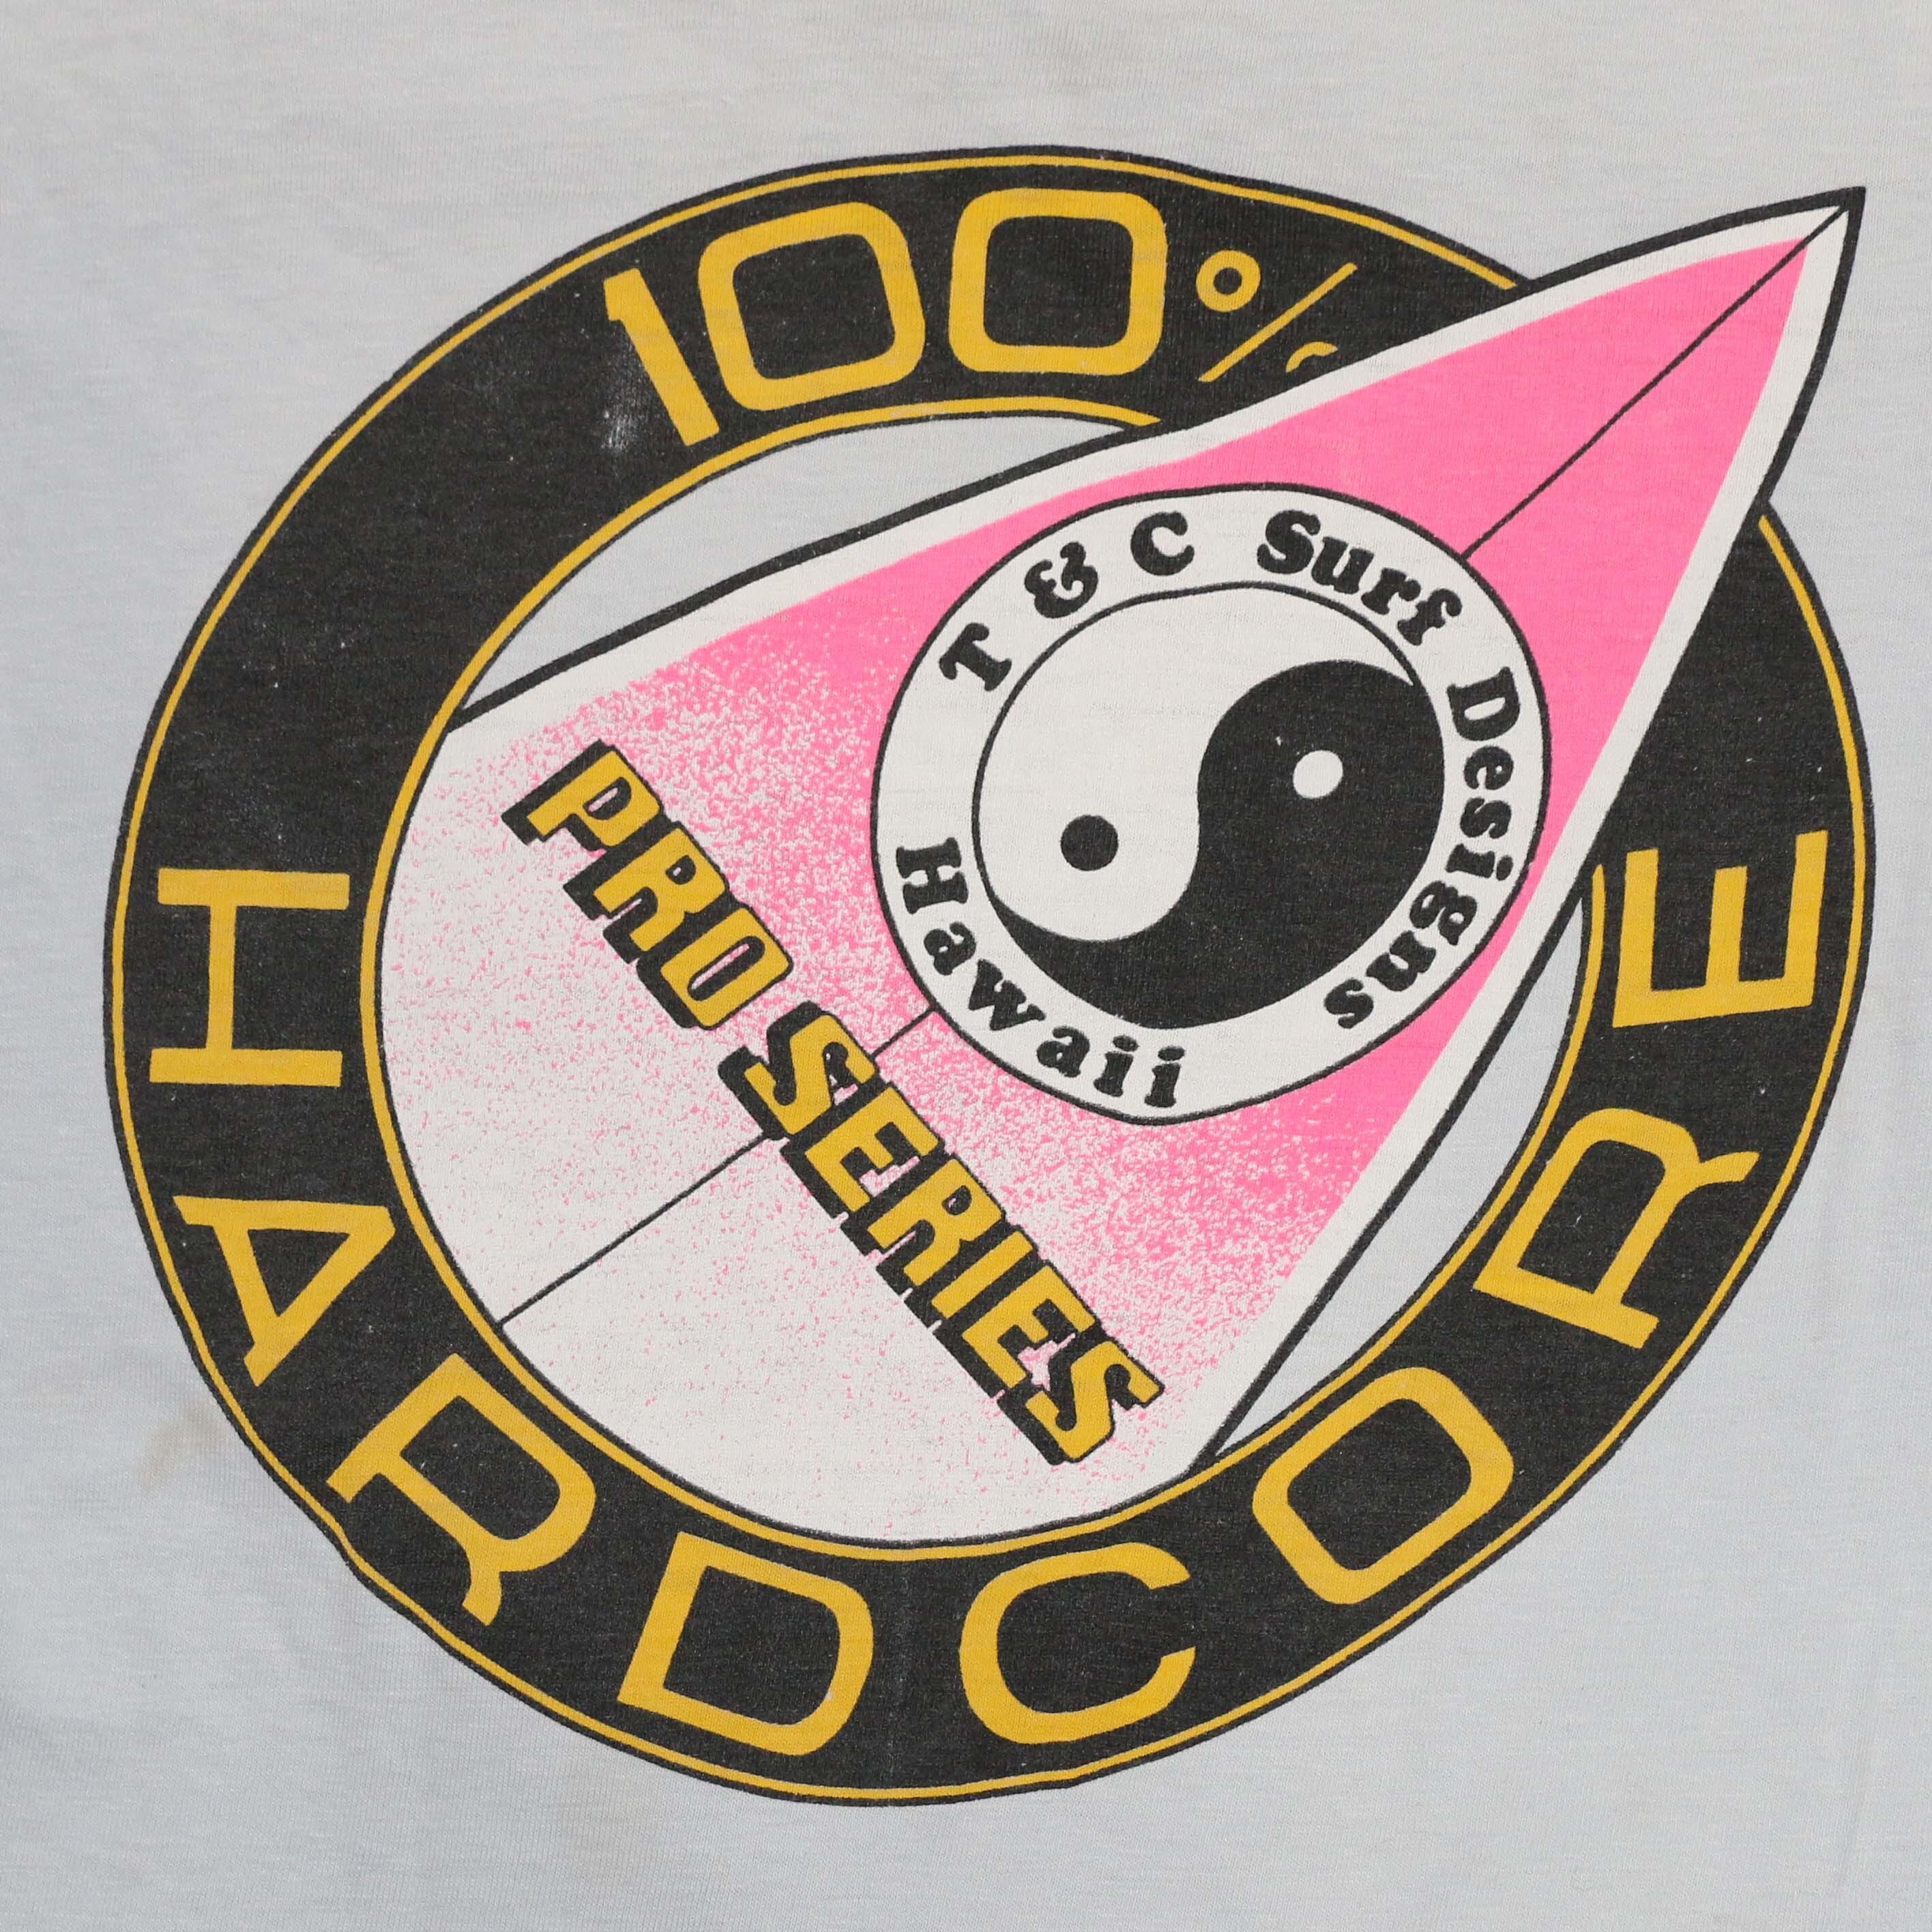 100%
HARDCORE
T & C Surf Designs
Hawaii
PRO SERIES